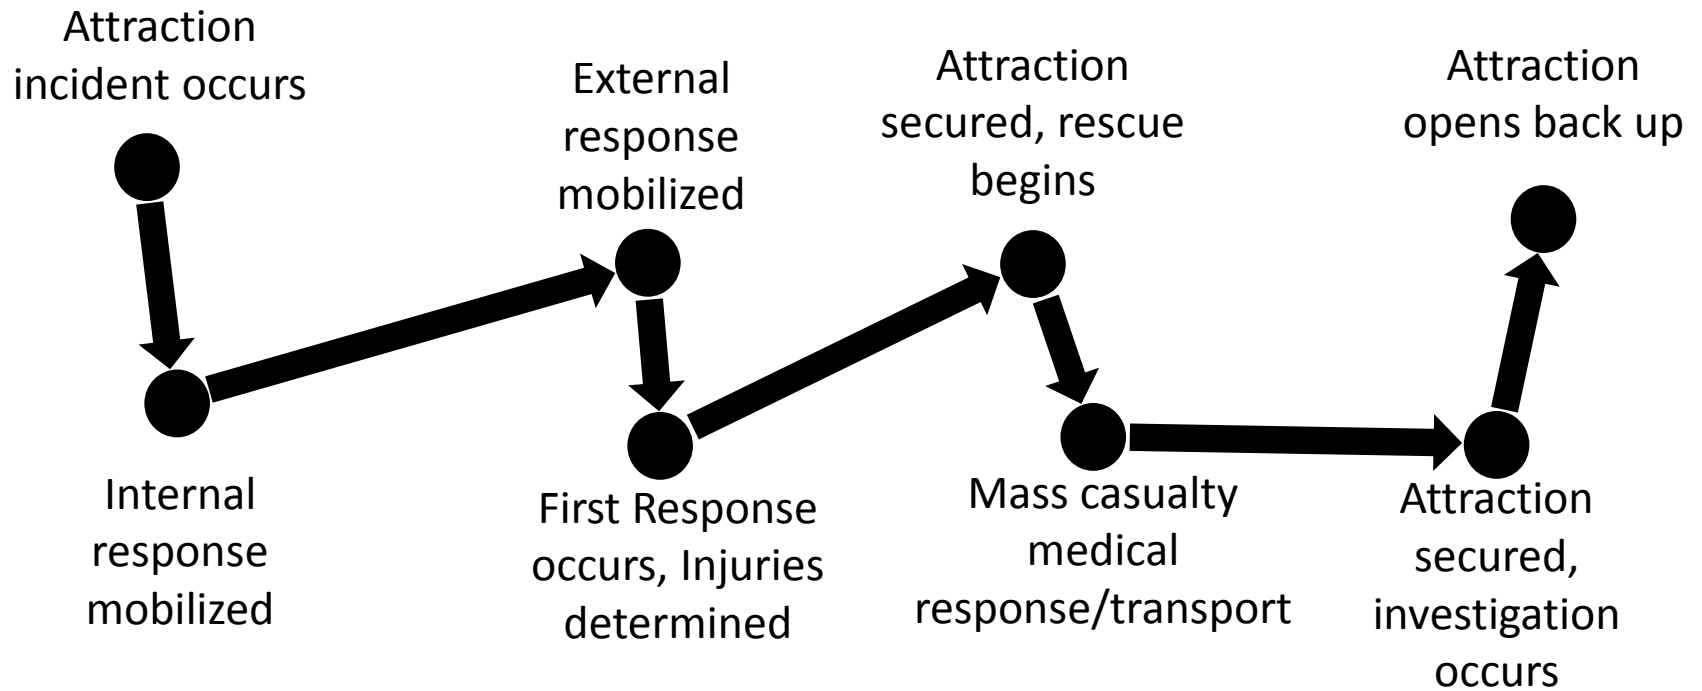 Attraction
incident occurs
Internal
response
mobilized
External
response
mobilized
First Response
occurs, Injuries
determined
Attraction
secured, rescue
begins
Mass casualty
medical
response/transport
Attraction
secured,
investigation
occurs
Attraction
opens back up